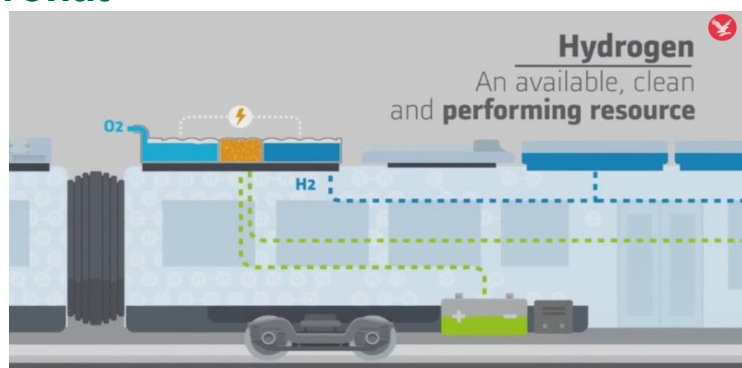 Hydrogen
An available, clean
and performing resource
O2
H2
+ −